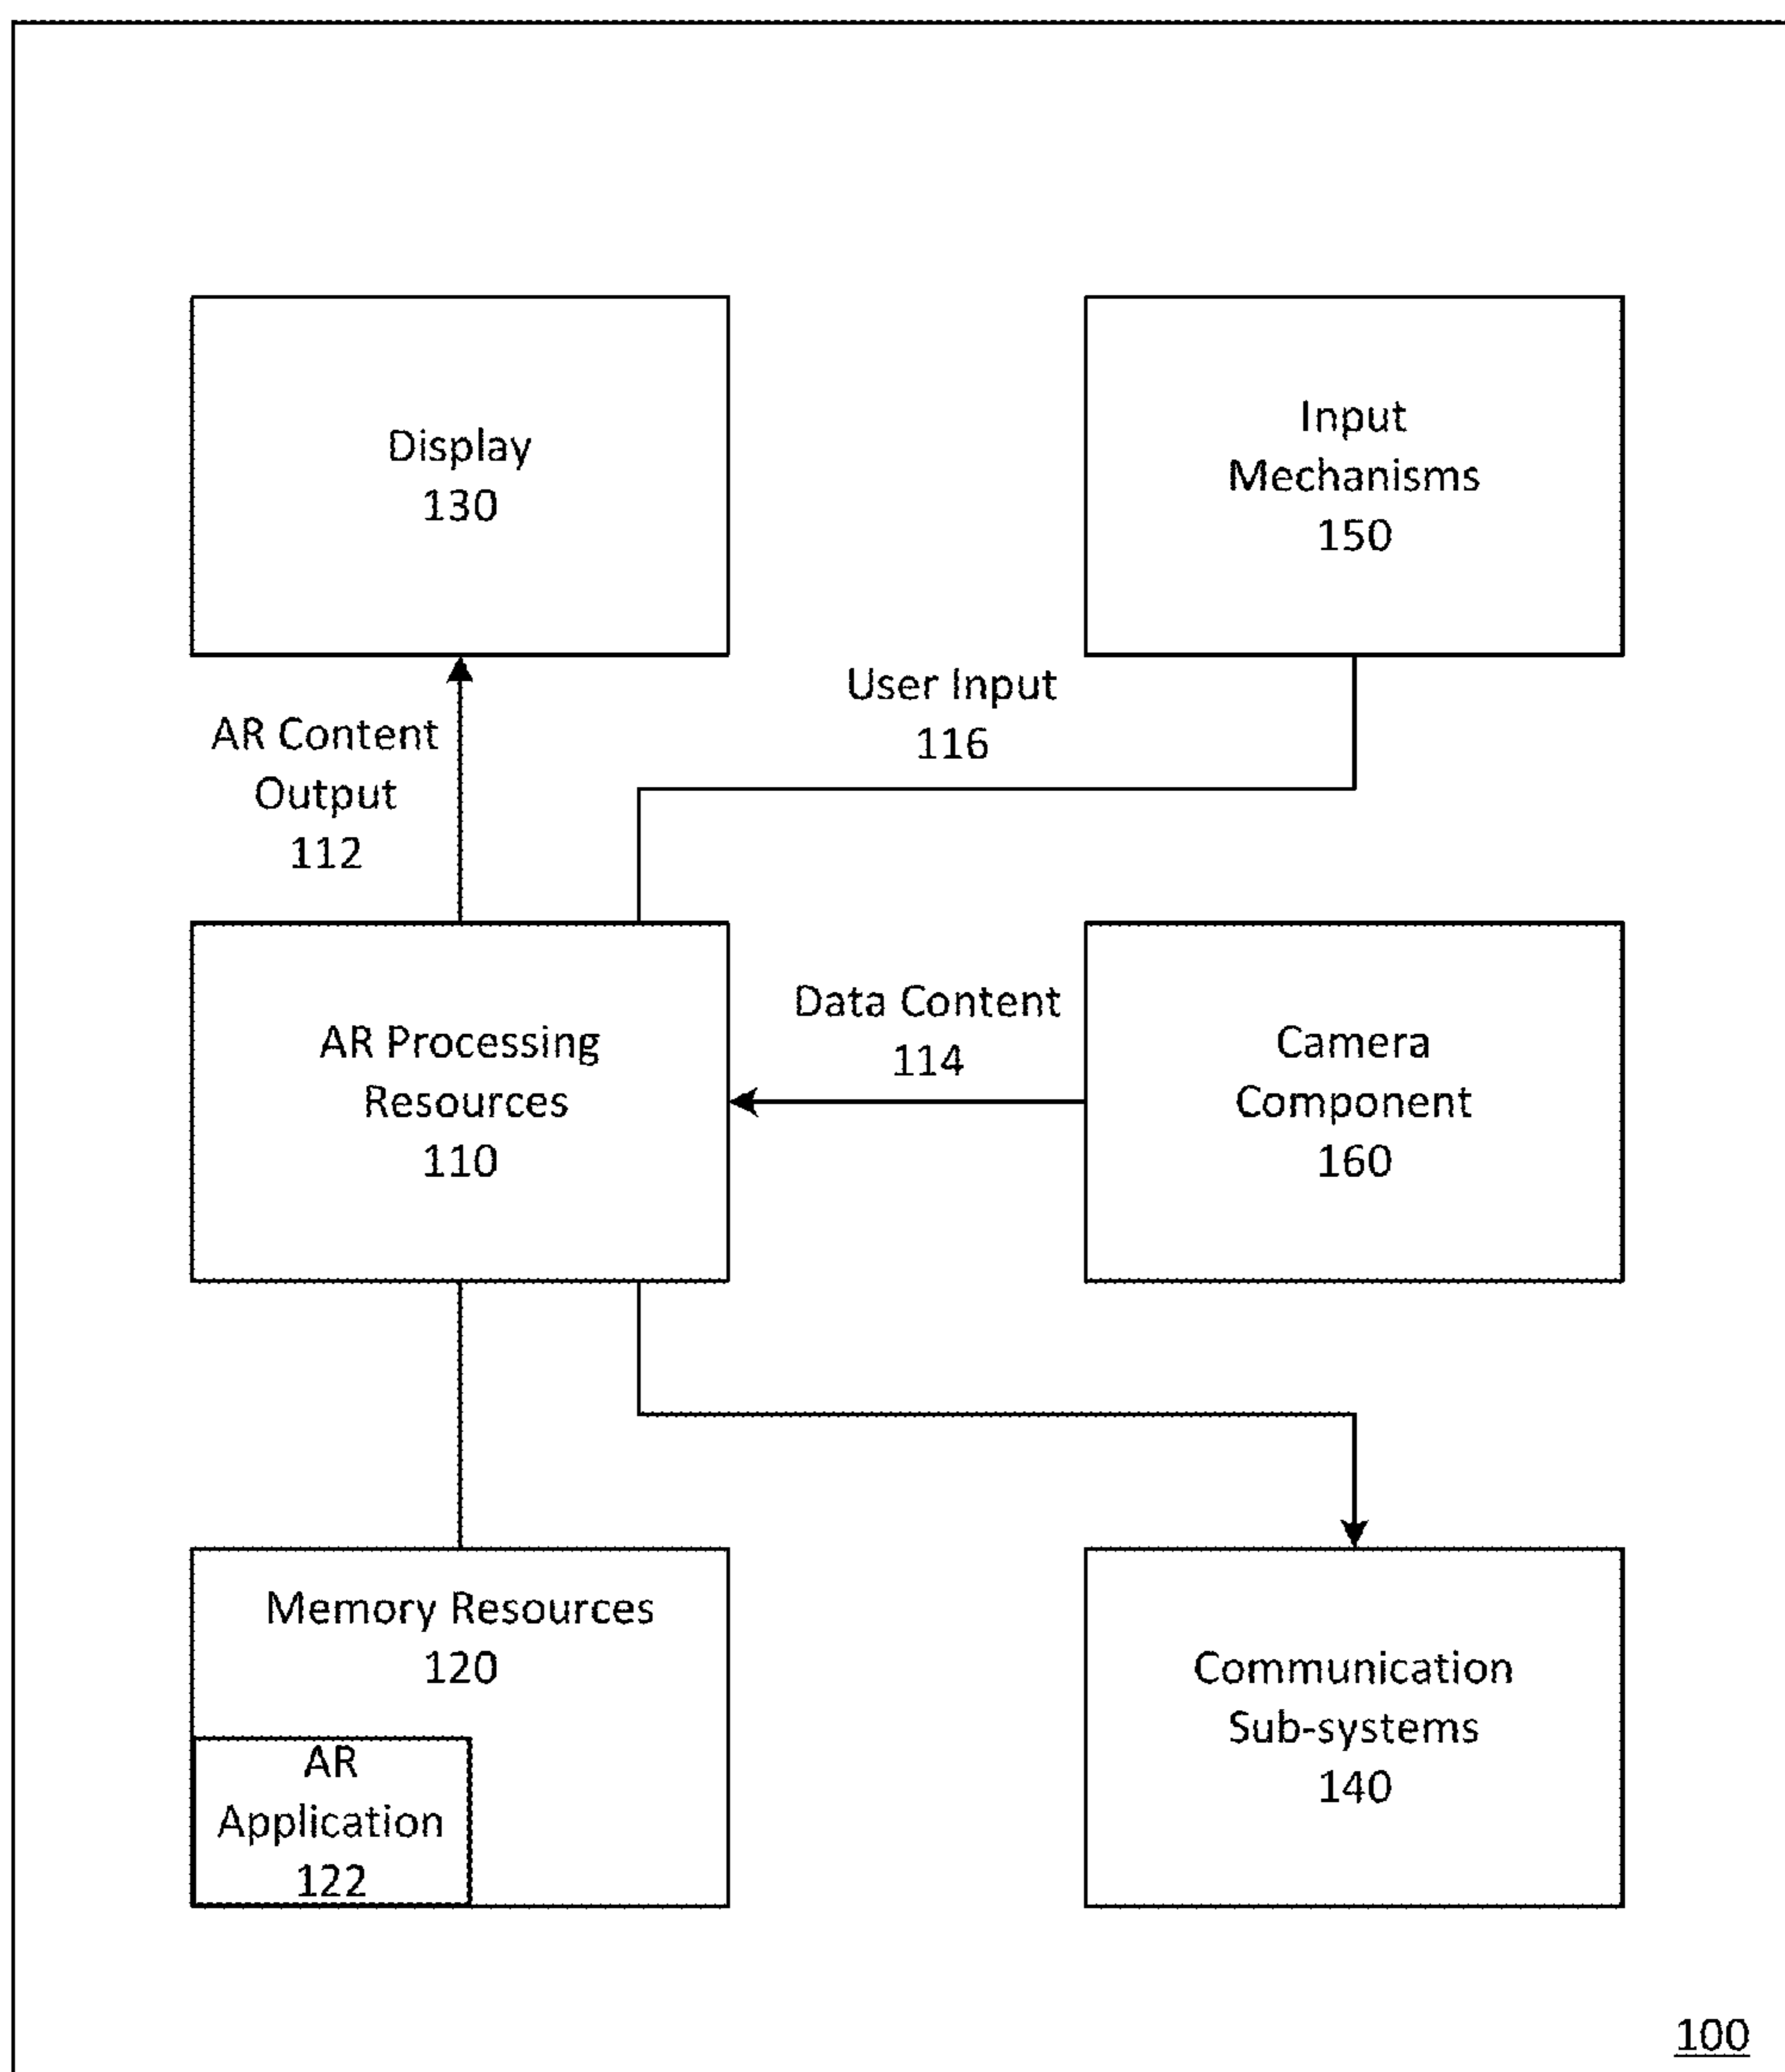 Display
130
Input
Mechanisms
150
User Input
116
AR Content
Output
112
AR Processing
Resources
110
Data Content
114
Camera
Component
160
Memory Resources
120
AR
Application
122
Communication
Sub-systems
140
100